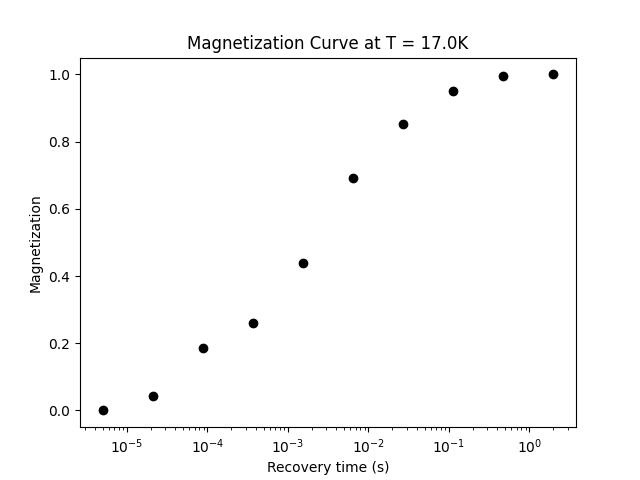 Magnetization Curve at T = 17.0K
1.0
0.8
0.6
0.4
0.2
0.0
Magnetization
10⁻⁵ 10⁻⁴ 10⁻³ 10⁻² 10⁻¹ 10⁰
Recovery time (s)